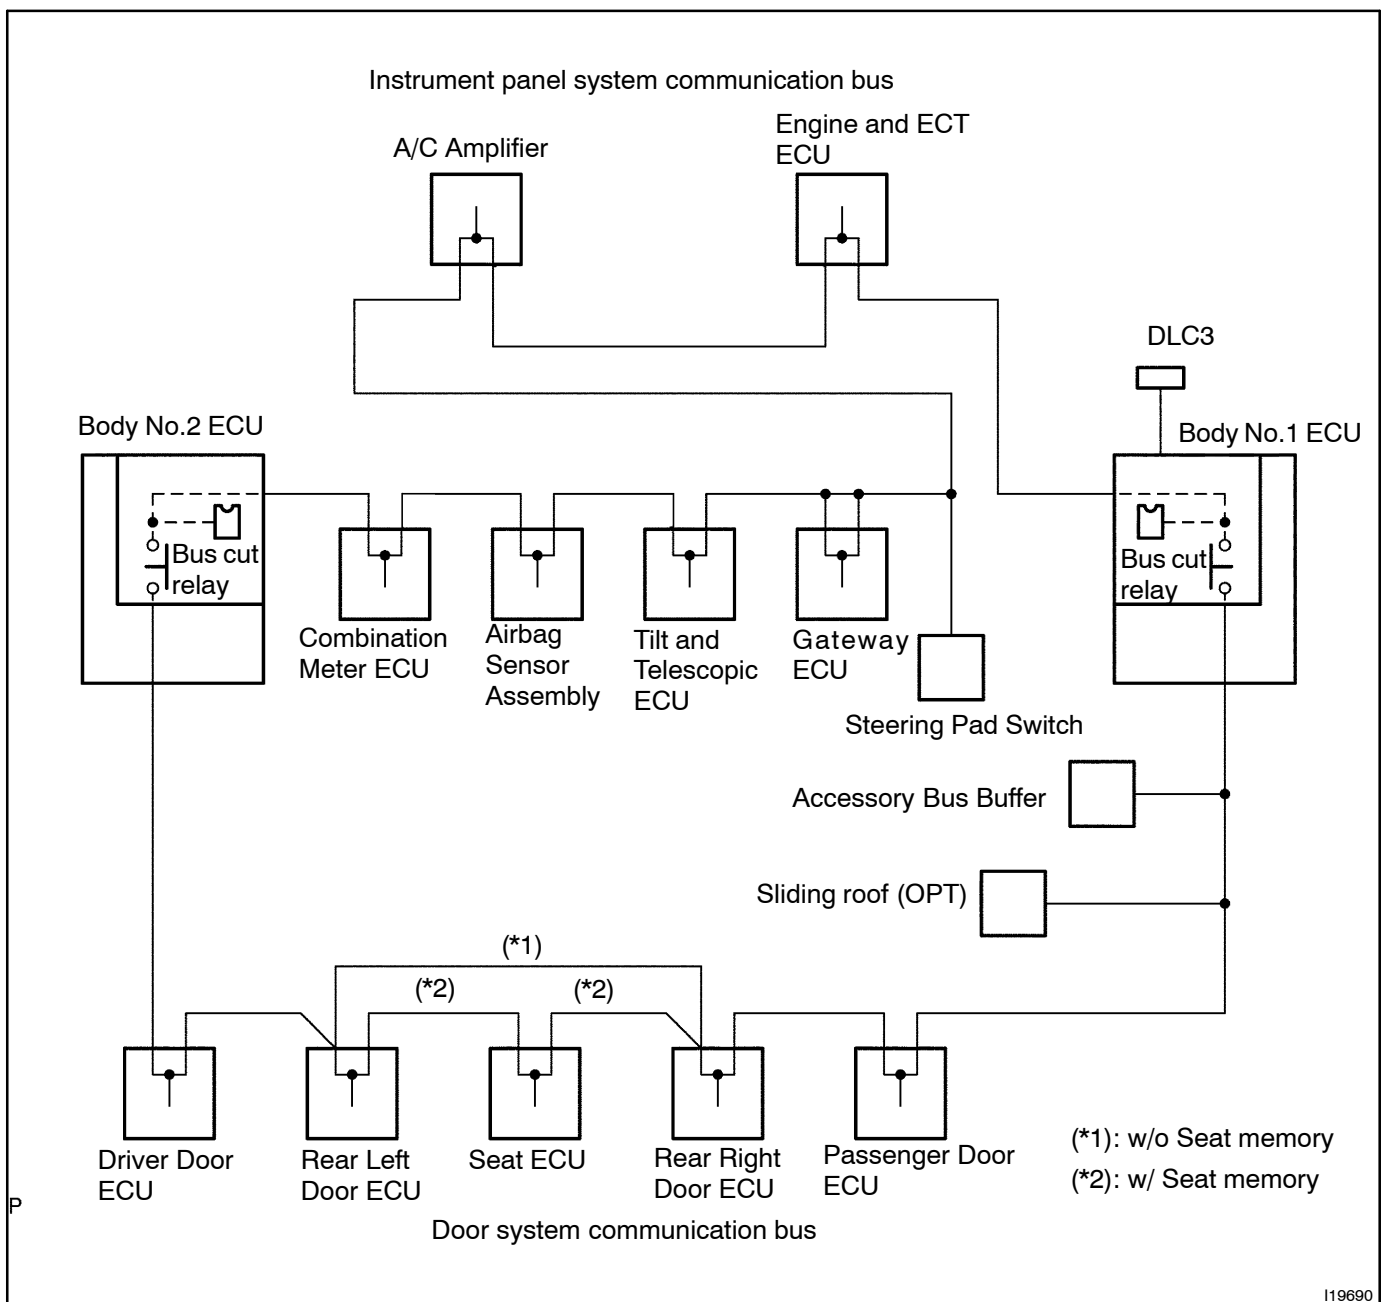 Instrument panel system communication bus
A/C Amplifier
Engine and ECT
ECU
DLC3
Body No.2 ECU
Body No.1 ECU
Bus cut
relay
Bus cut
relay
Combination
Meter ECU
Airbag
Sensor
Assembly
Tilt and
Telescopic
ECU
Gateway
ECU
Steering Pad Switch
Accessory Bus Buffer
Sliding roof (OPT)
(*1)
(*2)
(*2)
Driver Door
ECU
Rear Left
Door ECU
Seat ECU
Rear Right
Door ECU
Passenger Door
ECU
(*1): w/o Seat memory
(*2): w/ Seat memory
P
Door system communication bus
I19690